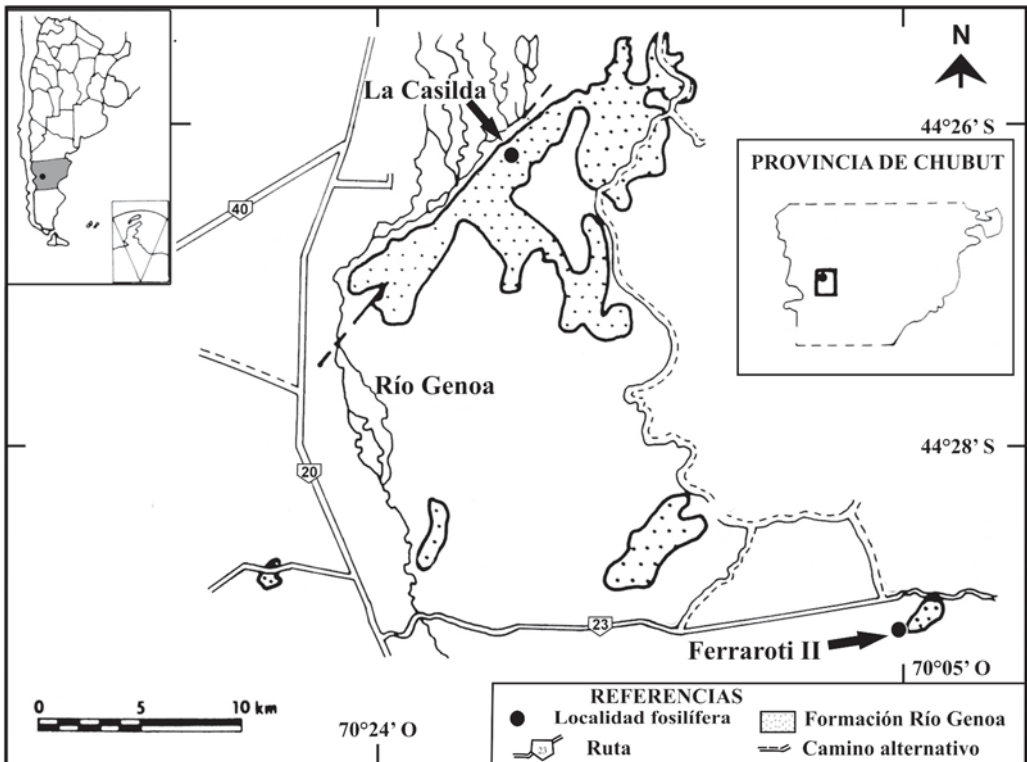 N
La Casilda
44°26' S
PROVINCIA DE CHUBUT
40
Río Genoa
44°28' S
20
23
Ferraroti II
70°05' O
0 5 10 km
70°24' O
REFERENCIAS
Localidad fosilífera
Formación Río Genoa
23
Ruta
Camino alternativo